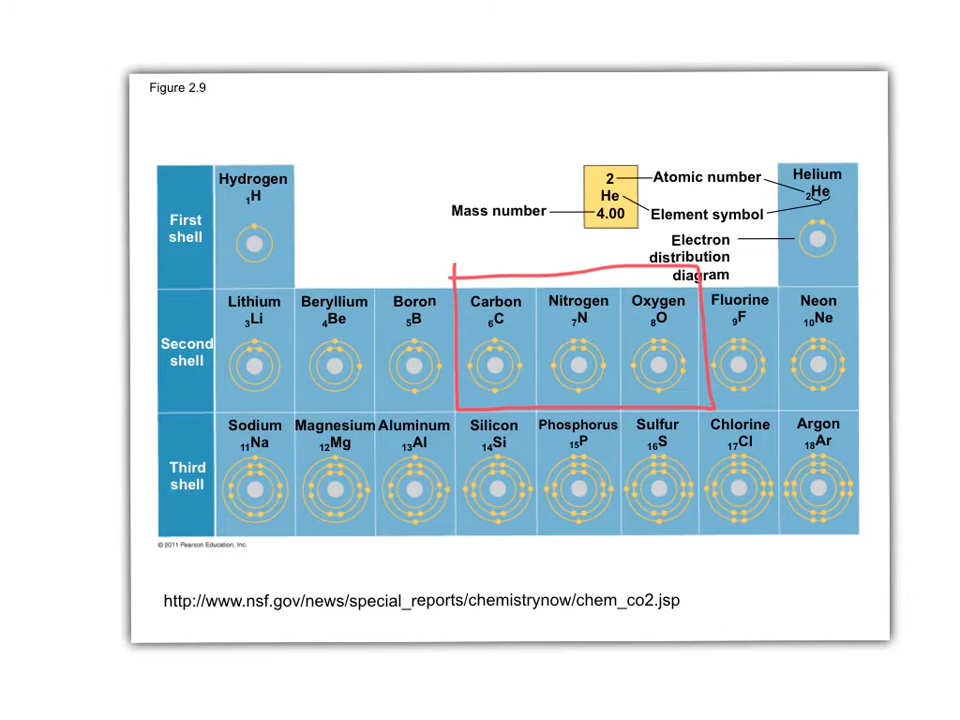 Figure 2.9
Hydrogen
1H
2
He
4.00
Mass number
Atomic number
Element symbol
Electron
distribution
diagram
Helium
2He
First
shell
Lithium
3Li
Beryllium
4Be
Boron
5B
Carbon
6C
Nitrogen
7N
Oxygen
8O
Fluorine
9F
Neon
10Ne
Second
shell
Sodium
11Na
Magnesium
12Mg
Aluminum
13Al
Silicon
14Si
Phosphorus
15P
Sulfur
16S
Chlorine
17Cl
Argon
18Ar
Third
shell
© 2011 Pearson Education, Inc.
http://www.nsf.gov/news/special_reports/chemistrynow/chem_co2.jsp